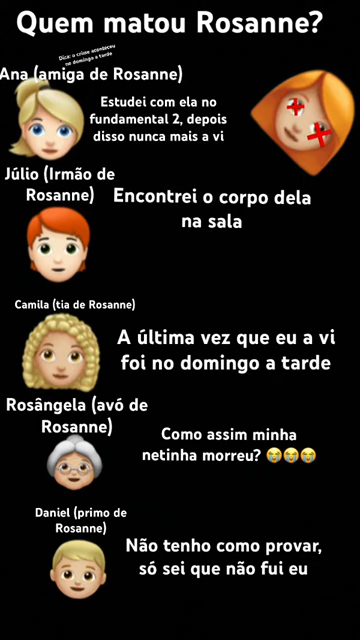 Quem matou Rosanne?
Dica: o crime aconteceu
no domingo a tarde
Ana (amiga de Rosanne)
Estudei com ela no
fundamental 2, depois
disso nunca mais a vi
Júlio (Irmão de
Rosanne)
Encontrei o corpo dela
na sala
Camila (tia de Rosanne)
A última vez que eu a vi
foi no domingo a tarde
Rosângela (avó de
Rosanne)
Como assim minha
netinha morreu? 😭😭😭
Daniel (primo de
Rosanne)
Não tenho como provar,
só sei que não fui eu